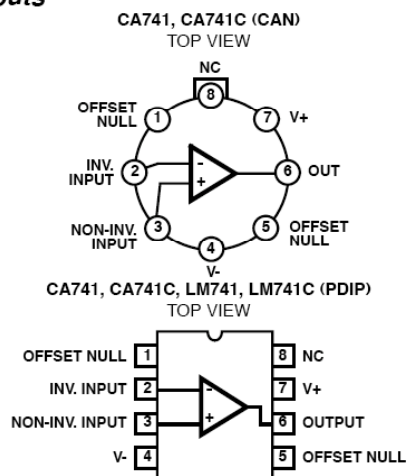 CA741, CA741C (CAN)
TOP VIEW
NC
8
OFFSET
NULL
1
7
V+
INV.
INPUT
2
-
+
6
OUT
NON-INV.
INPUT
3
5
OFFSET
NULL
4
V-
CA741, CA741C, LM741, LM741C (PDIP)
TOP VIEW
OFFSET NULL 1 8 NC
INV. INPUT 2 - 7 V+
NON-INV. INPUT 3 + 6 OUTPUT
V- 4 5 OFFSET NULL